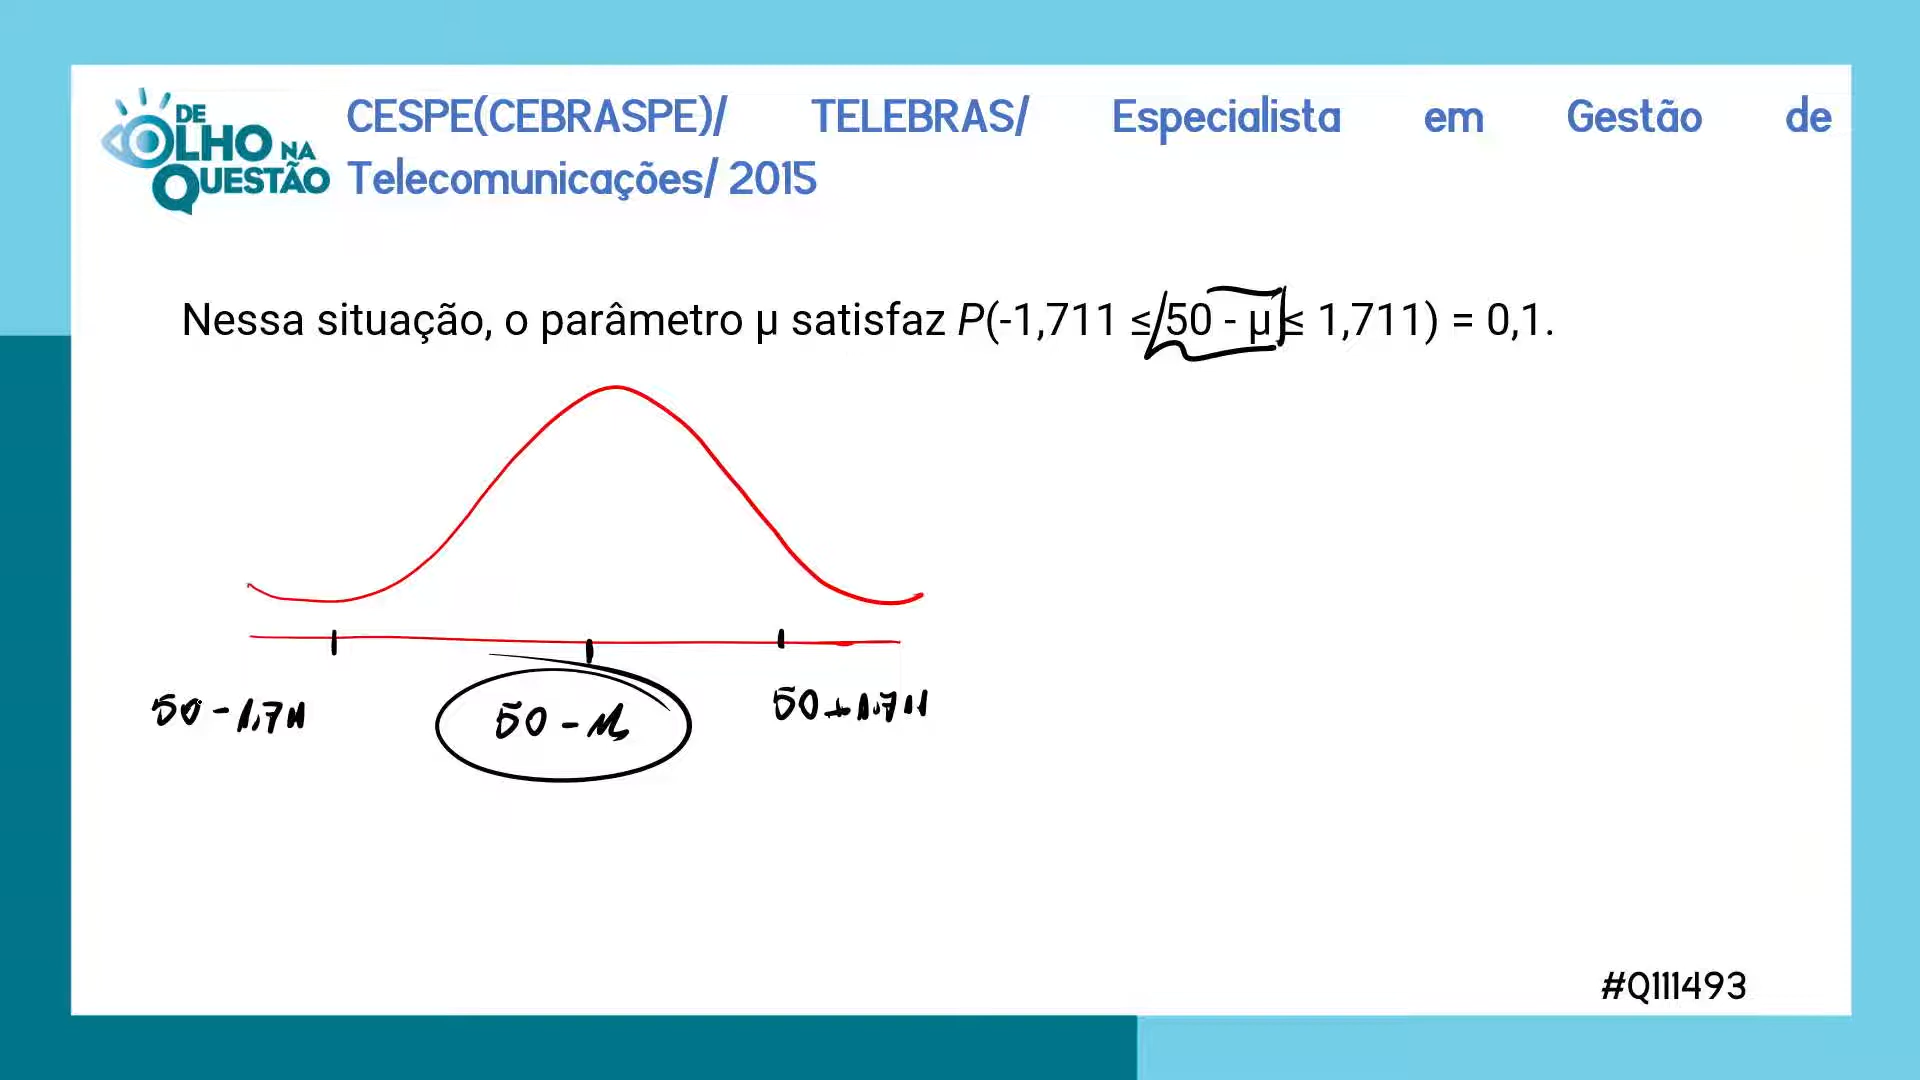 DE
OLHO NA
QUESTÃO
CESPE(CEBRASPE)/ TELEBRAS/ Especialista em Gestão de
Telecomunicações/ 2015
Nessa situação, o parâmetro μ satisfaz P(-1,711 ≤ 50 - μ ≤ 1,711) = 0,1.
50 - 1,711
50 - μ
50 + 1,711
#Q111493